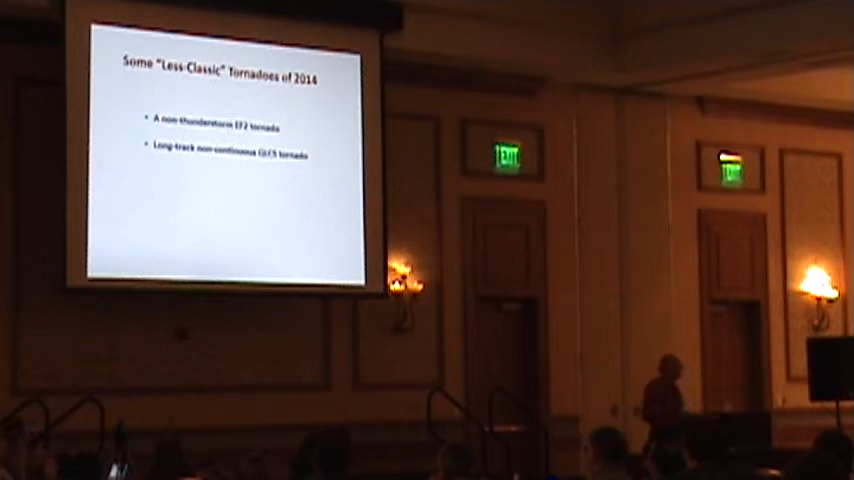 Some "Less-Classic" Tornadoes of 2014
• A non-thunderstorm EF2 tornado
• Long-track non-continuous QLCS tornado
EXIT
EXIT